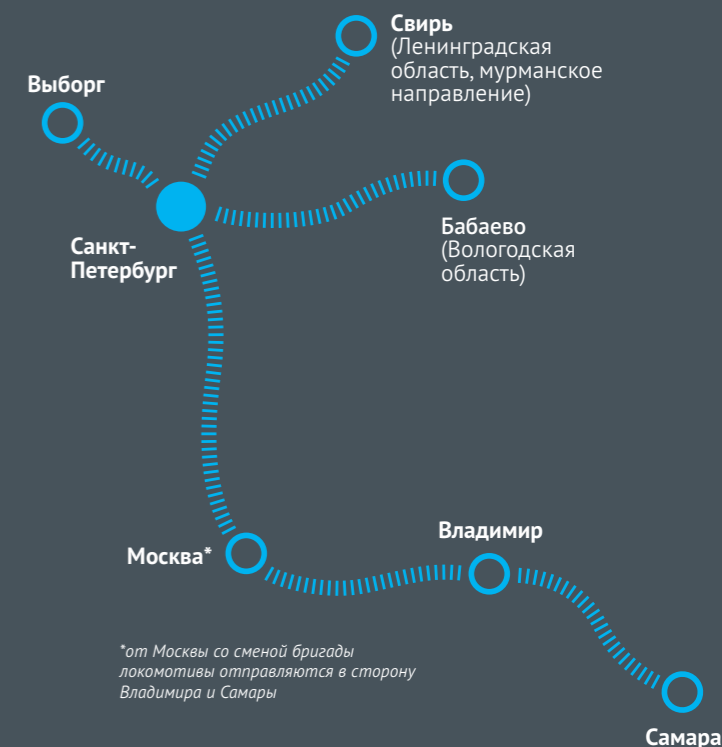 Свирь
(Ленинградская
область, мурманское
направление)
Выборг
Бабаево
(Вологодская
область)
Санкт-
Петербург
Москва*
Владимир
*от Москвы со сменой бригады
локомотивы отправляются в сторону
Владимира и Самары
Самара